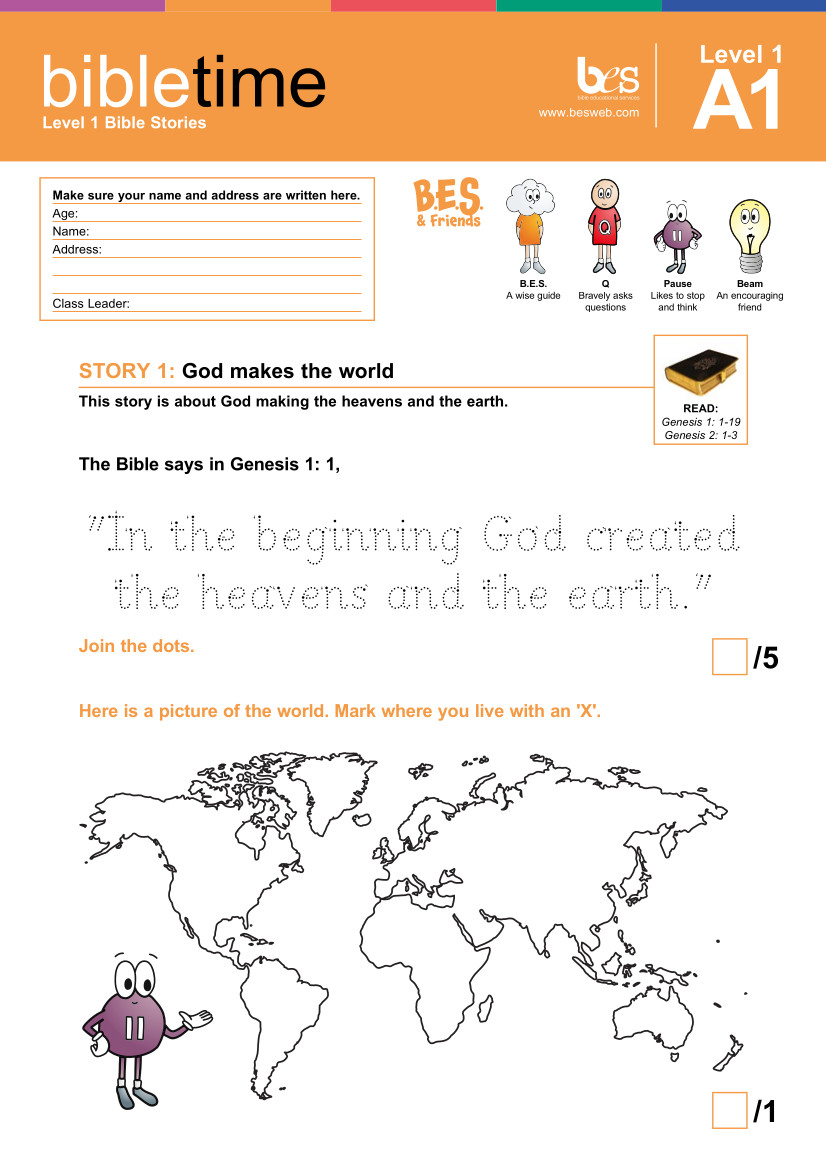 bibletime
Level 1 Bible Stories
bes
bible educational services
www.besweb.com
Level 1
A1
Make sure your name and address are written here.
Age:
Name:
Address:
Class Leader:
B.E.S.
& Friends
Q
B.E.S.
A wise guide
Q
Bravely asks
questions
Pause
Likes to stop
and think
Beam
An encouraging
friend
STORY 1: God makes the world
This story is about God making the heavens and the earth.
READ:
Genesis 1: 1-19
Genesis 2: 1-3
The Bible says in Genesis 1: 1,
"In the beginning God created
the heavens and the earth."
Join the dots.
/5
Here is a picture of the world. Mark where you live with an 'X'.
/1